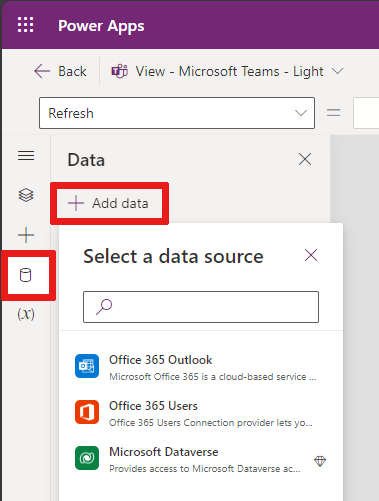 Power Apps
Back
View - Microsoft Teams - Light
Refresh
=
Data
+ Add data
Select a data source
(x)
Office 365 Outlook
Microsoft Office 365 is a cloud-based service ...
Office 365 Users
Office 365 Users Connection provider lets yo...
Microsoft Dataverse
Provides access to Microsoft Dataverse ac...